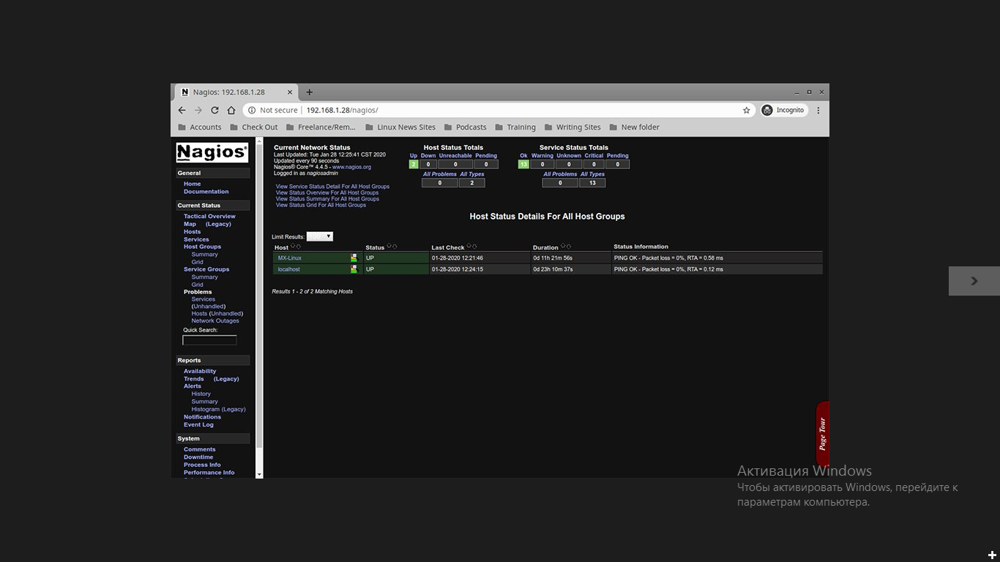 Nagios: 192.168.1.28
Not secure 192.168.1.28/nagios/ Incognito
Accounts Check Out Freelance/Rem... Linux News Sites Podcasts Training Writing Sites New folder
Nagios®
General
Home
Documentation
Current Status
Tactical Overview
Map (Legacy)
Hosts
Services
Host Groups
Summary
Grid
Service Groups
Summary
Grid
Problems
Services
(Unhandled)
Hosts (Unhandled)
Network Outages
Quick Search:
Reports
Availability
Trends (Legacy)
Alerts
History
Summary
Histogram (Legacy)
Notifications
Event Log
System
Comments
Downtime
Process Info
Performance Info
Current Network Status
Last Updated: Tue Jan 28 12:25:41 CST 2020
Updated every 90 seconds
Nagios® Core™ 4.4.5 - www.nagios.org
Logged in as nagiosadmin
View Service Status Detail For All Host Groups
View Status Overview For All Host Groups
View Status Summary For All Host Groups
View Status Grid For All Host Groups
Host Status Totals
Up Down Unreachable Pending
2 0 0 0
All Problems All Types
0 2
Service Status Totals
Ok Warning Unknown Critical Pending
13 0 0 0 0
All Problems All Types
0 13
Host Status Details For All Host Groups
Limit Results:
Host Status Last Check Duration Status Information
MX-Linux UP 01-28-2020 12:21:46 0d 11h 21m 56s PING OK - Packet loss = 0%, RTA = 0.58 ms
localhost UP 01-28-2020 12:24:15 0d 23h 10m 37s PING OK - Packet loss = 0%, RTA = 0.12 ms
Results 1 - 2 of 2 Matching Hosts
Page Tour
Активация Windows
Чтобы активировать Windows, перейдите к
параметрам компьютера.